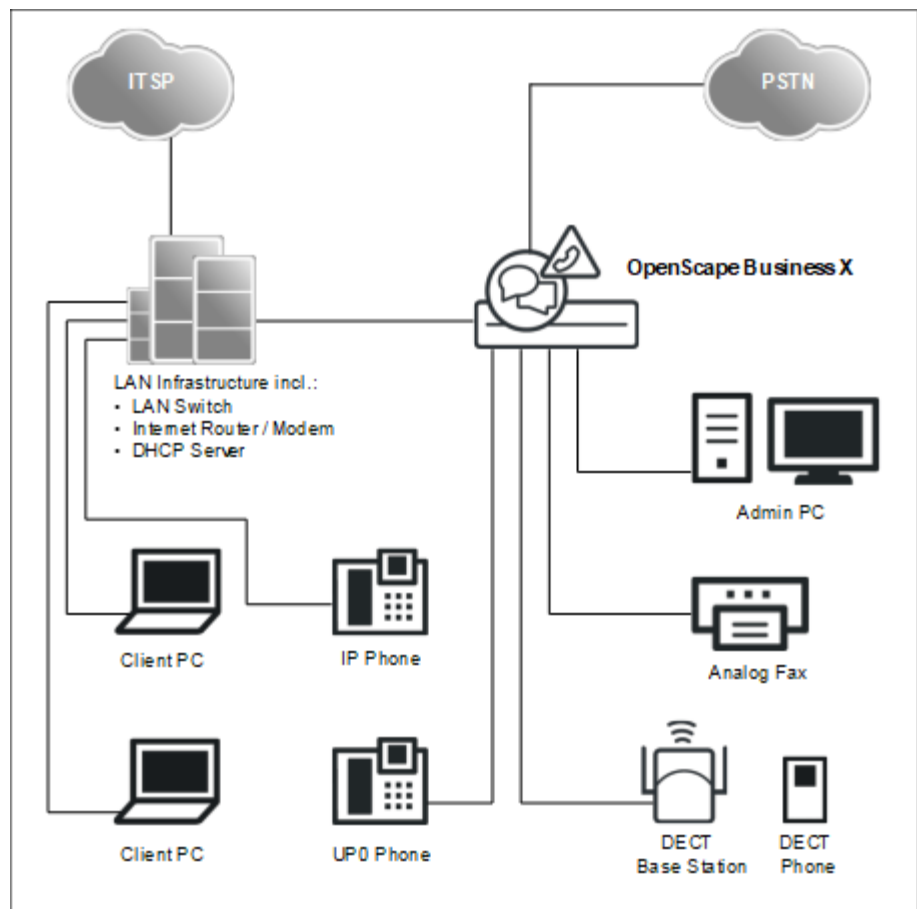 ITSP
PSTN
OpenScape Business X
LAN Infrastructure incl.:
• LAN Switch
• Internet Router / Modem
• DHCP Server
Admin PC
Client PC
IP Phone
Analog Fax
Client PC
UP0 Phone
DECT
Base Station
DECT
Phone